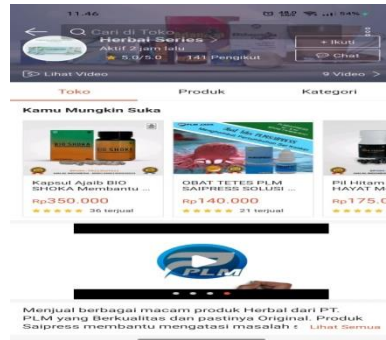 11.46
54%
Cari di Toko
Herbal Series >
Aktif 2 jam lalu
5.0/5.0 141 Pengikut
+ Ikuti
Chat
Lihat Video
9 Video >
Toko Produk Kategori
Kamu Mungkin Suka
BIO SHOKA
Kapsul Ajaib BIO
SHOKA Membantu ...
Rp350.000
36 terjual
OBAT TETES PLM
SAIPRESS SOLUSI ...
Rp140.000
21 terjual
Pil Hitam
HAYAT M
Rp175.0
PLM
Menjual berbagai macam produk Herbal dari PT.
PLM yang Berkualitas dan pastinya Original. Produk
Saipress membantu mengatasi masalah s Lihat Semua